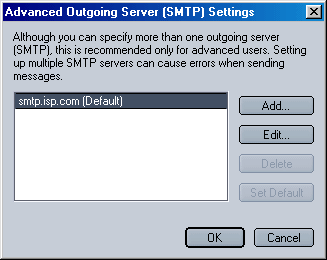 Advanced Outgoing Server (SMTP) Settings
Although you can specify more than one outgoing server
(SMTP), this is recommended only for advanced users. Setting
up multiple SMTP servers can cause errors when sending
messages.
smtp.isp.com (Default)
Add...
Edit...
Delete
Set Default
OK
Cancel